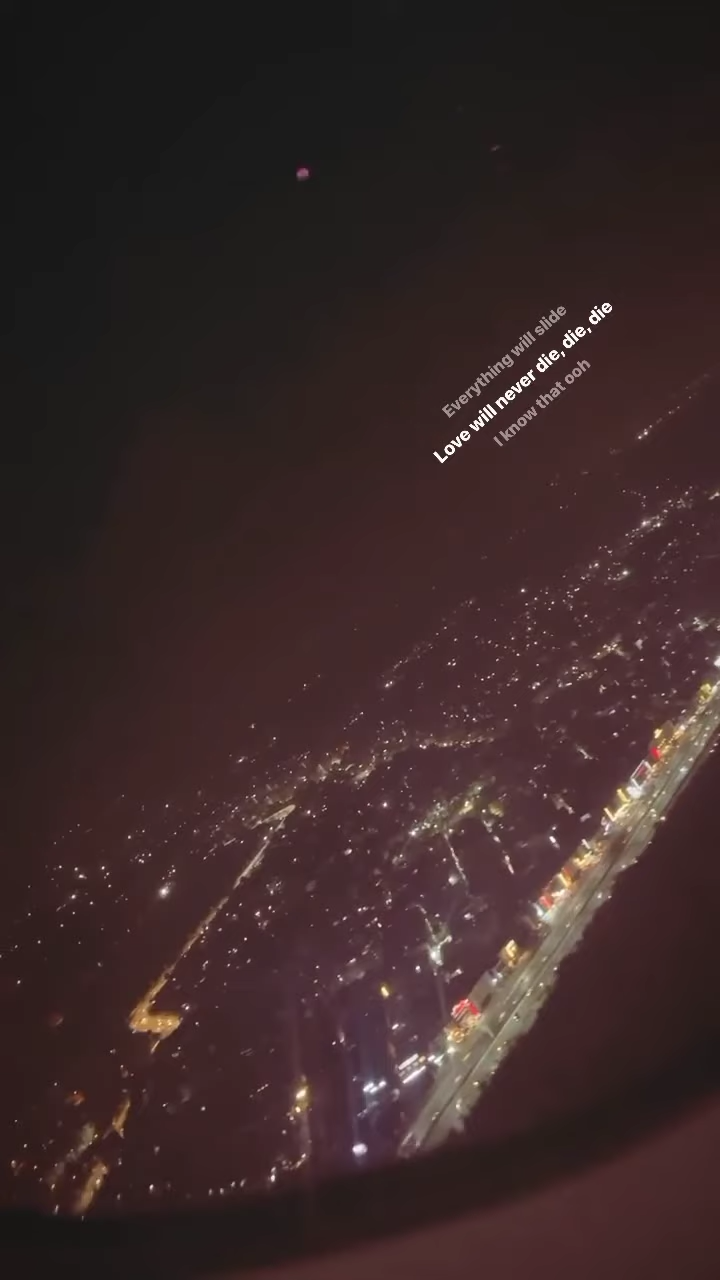 Everything will slide
Love will never die, die, die
I know that ooh